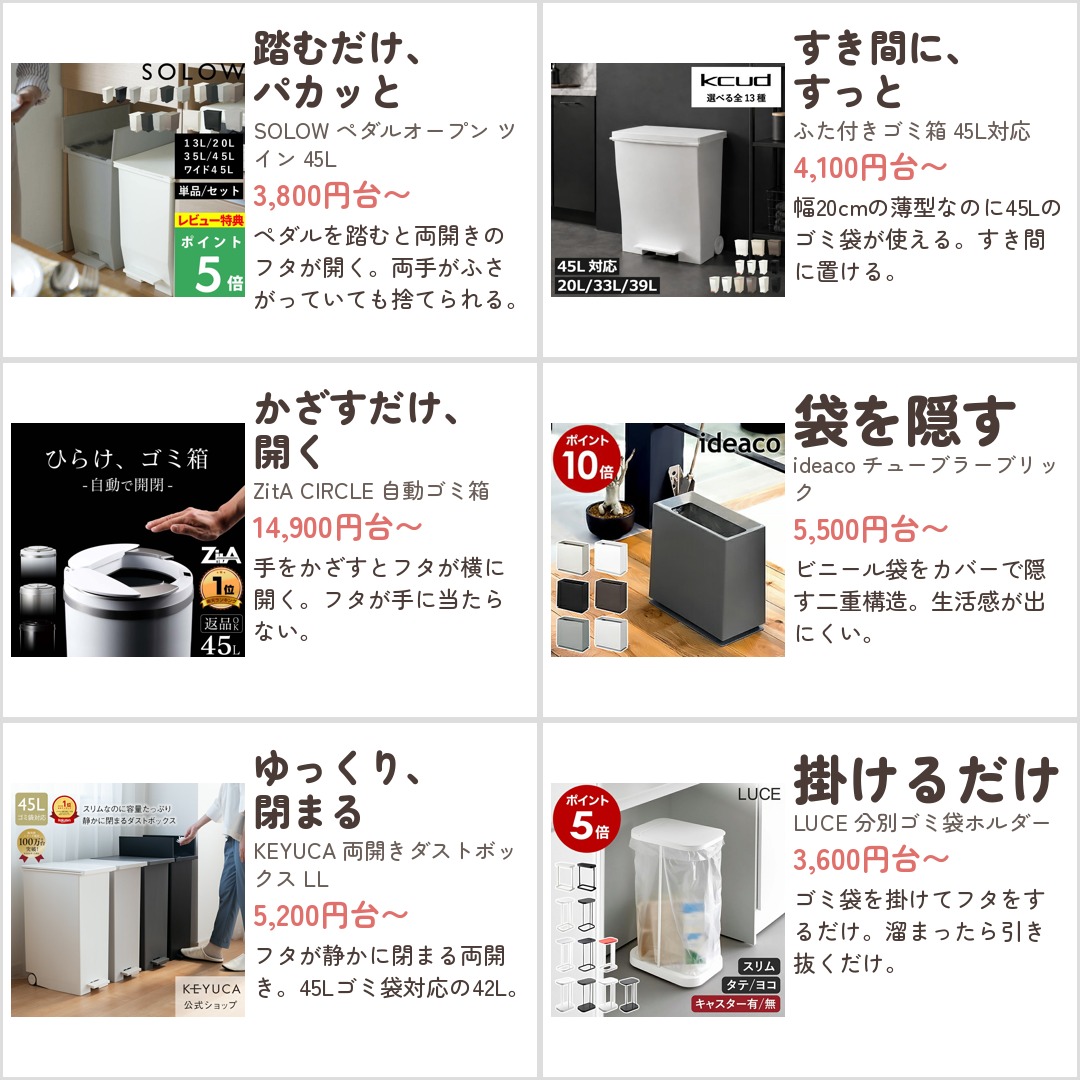 踏むだけ、
パカッと
SOLOW ペダルオープン ツ
イン 45L
3,800円台〜
ペダルを踏むと両開きの
フタが開く。両手がふさ
がっていても捨てられる。
SOLOW
13L/20L
35L/45L
ワイド45L
単品/セット
レビュー特典
ポイント
5倍
すき間に、
すっと
ふた付きゴミ箱 45L対応
4,100円台〜
幅20cmの薄型なのに45Lの
ゴミ袋が使える。すき間
に置ける。
kcud
選べる全13種
45L 対応
20L/33L/39L
かざすだけ、
開く
ZitA CIRCLE 自動ゴミ箱
14,900円台〜
手をかざすとフタが横に
開く。フタが手に当たら
ない。
ひらけ、ゴミ箱
-自動で開閉-
ZitA
1位
返品OK
45L
袋を隠す
ideaco チューブラーブリッ
ク
5,500円台〜
ビニール袋をカバーで隠
す二重構造。生活感が出
にくい。
ポイント
10倍
ideaco
ゆっくり、
閉まる
KEYUCA 両開きダストボッ
クス LL
5,200円台〜
フタが静かに閉まる両開
き。45Lゴミ袋対応の42L。
45L
ゴミ袋対応
スリムなのに容量たっぷり
静かに閉まるダストボックス
100万台
突破!
KEYUCA
公式ショップ
掛けるだけ
LUCE 分別ゴミ袋ホルダー
3,600円台〜
ゴミ袋を掛けてフタをす
るだけ。溜まったら引き
抜くだけ。
ポイント
5倍
LUCE
スリム
タテ/ヨコ
キャスター有/無